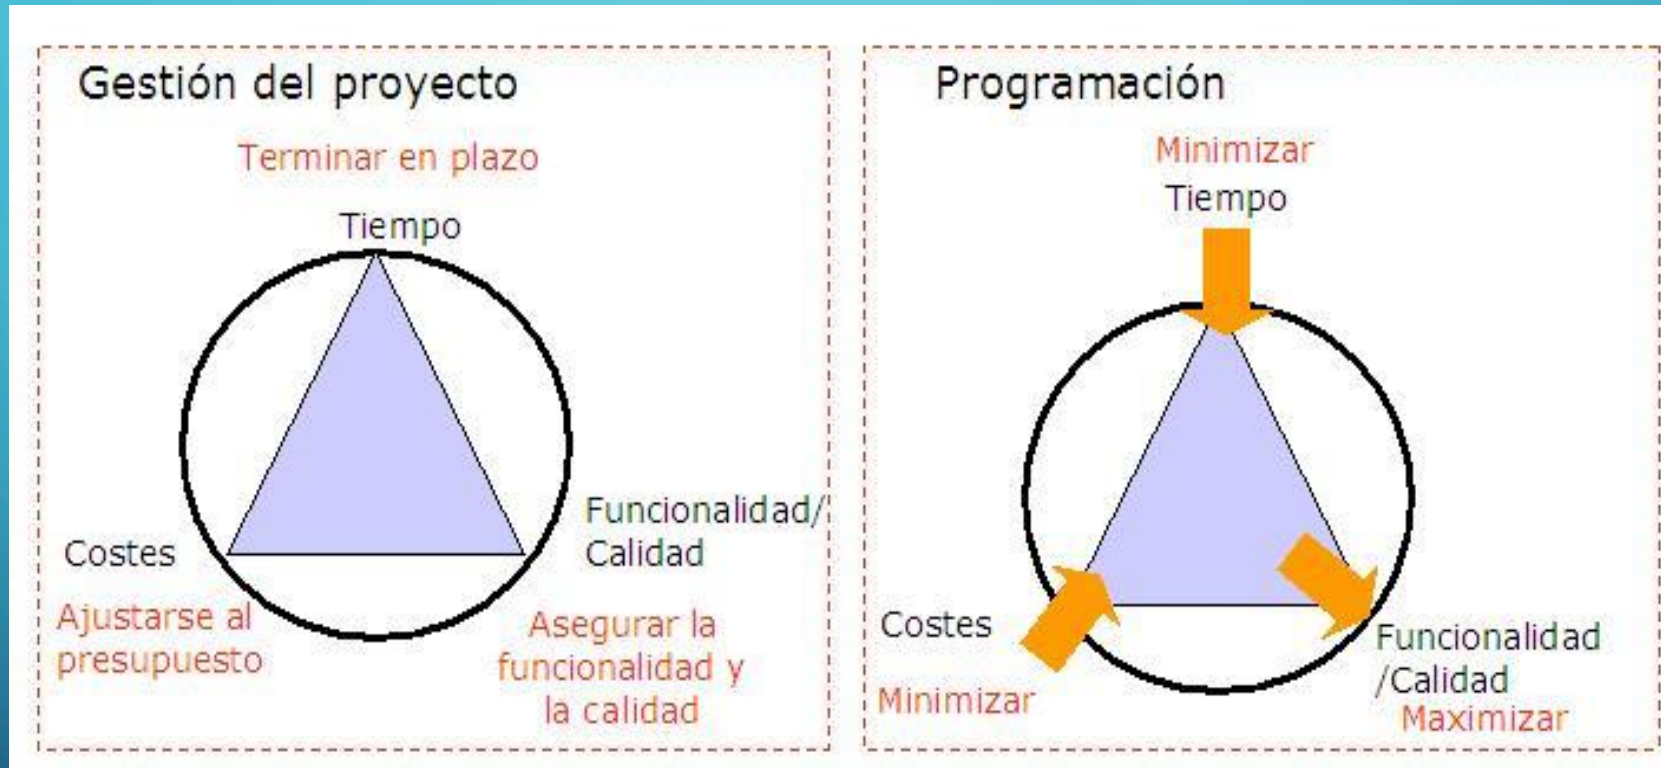 Gestión del proyecto
Terminar en plazo
Tiempo
Funcionalidad/
Calidad
Costes
Ajustarse al
presupuesto
Asegurar la
funcionalidad y
la calidad
Programación
Minimizar
Tiempo
Costes
Minimizar
Funcionalidad
/Calidad
Maximizar